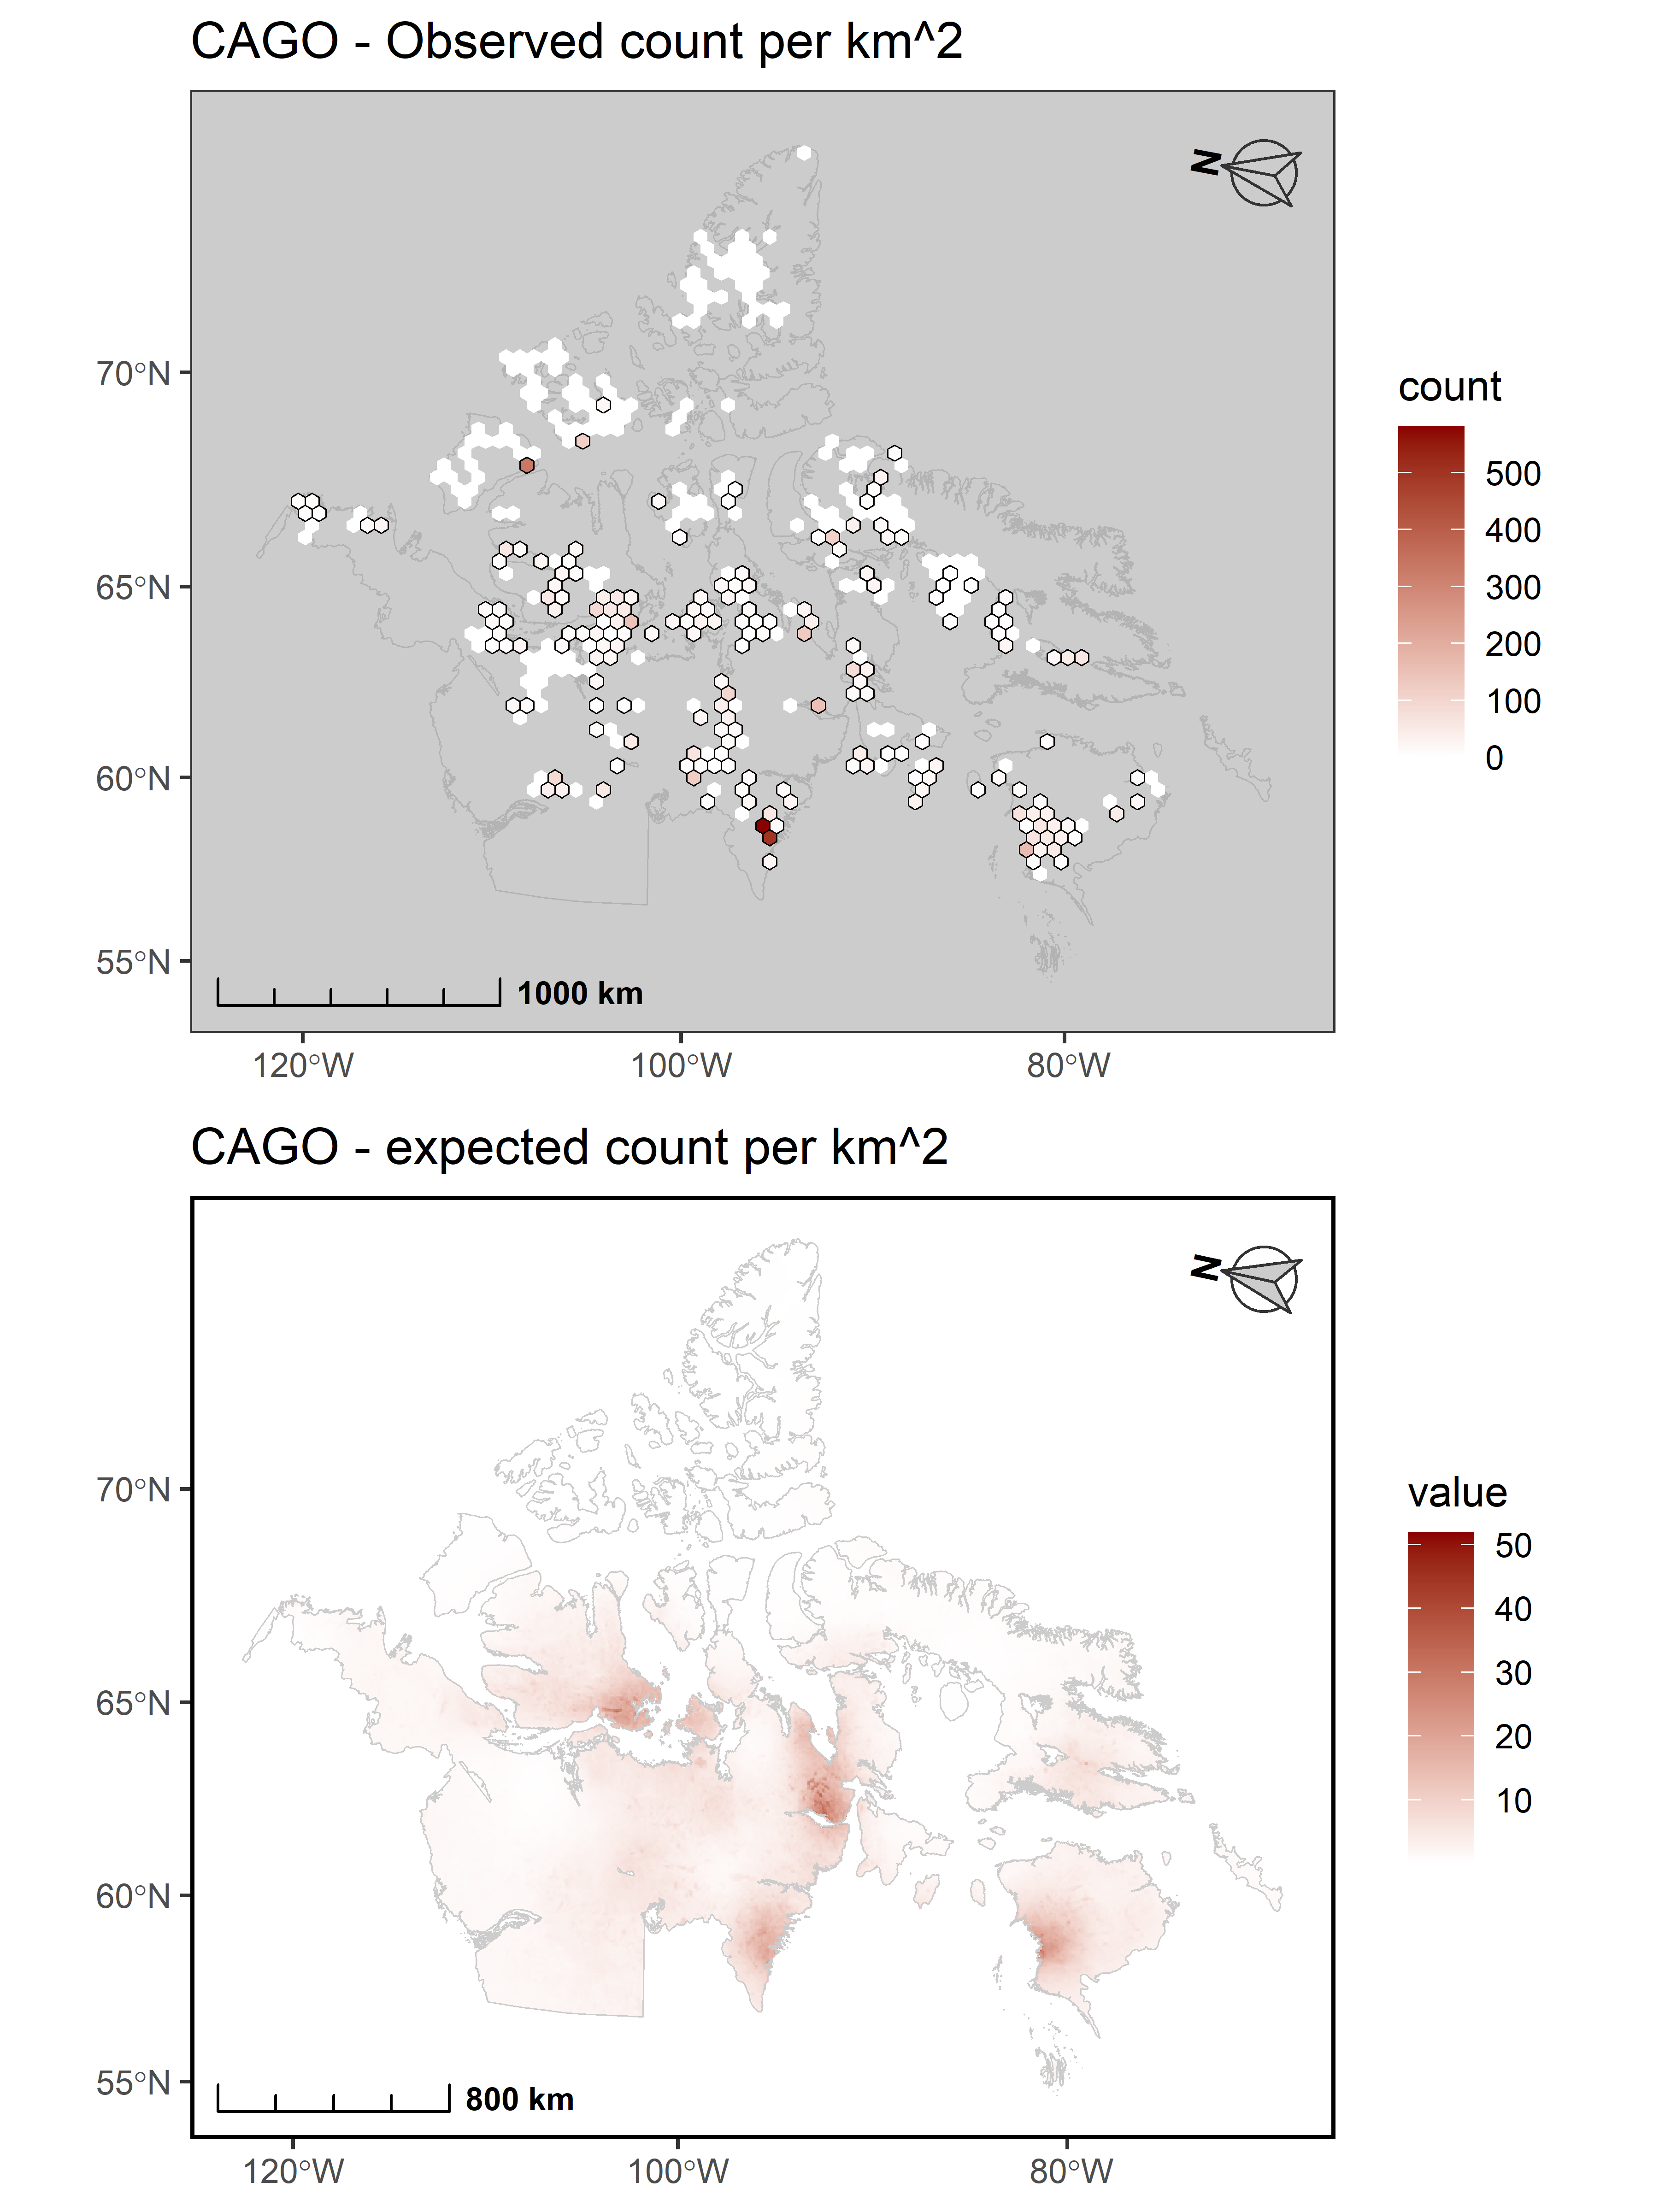 CAGO - Observed count per km^2
N
70°N
65°N
60°N
55°N
1000 km
120°W
100°W
80°W
count
500
400
300
200
100
0
CAGO - expected count per km^2
N
70°N
65°N
60°N
55°N
800 km
120°W
100°W
80°W
value
50
40
30
20
10